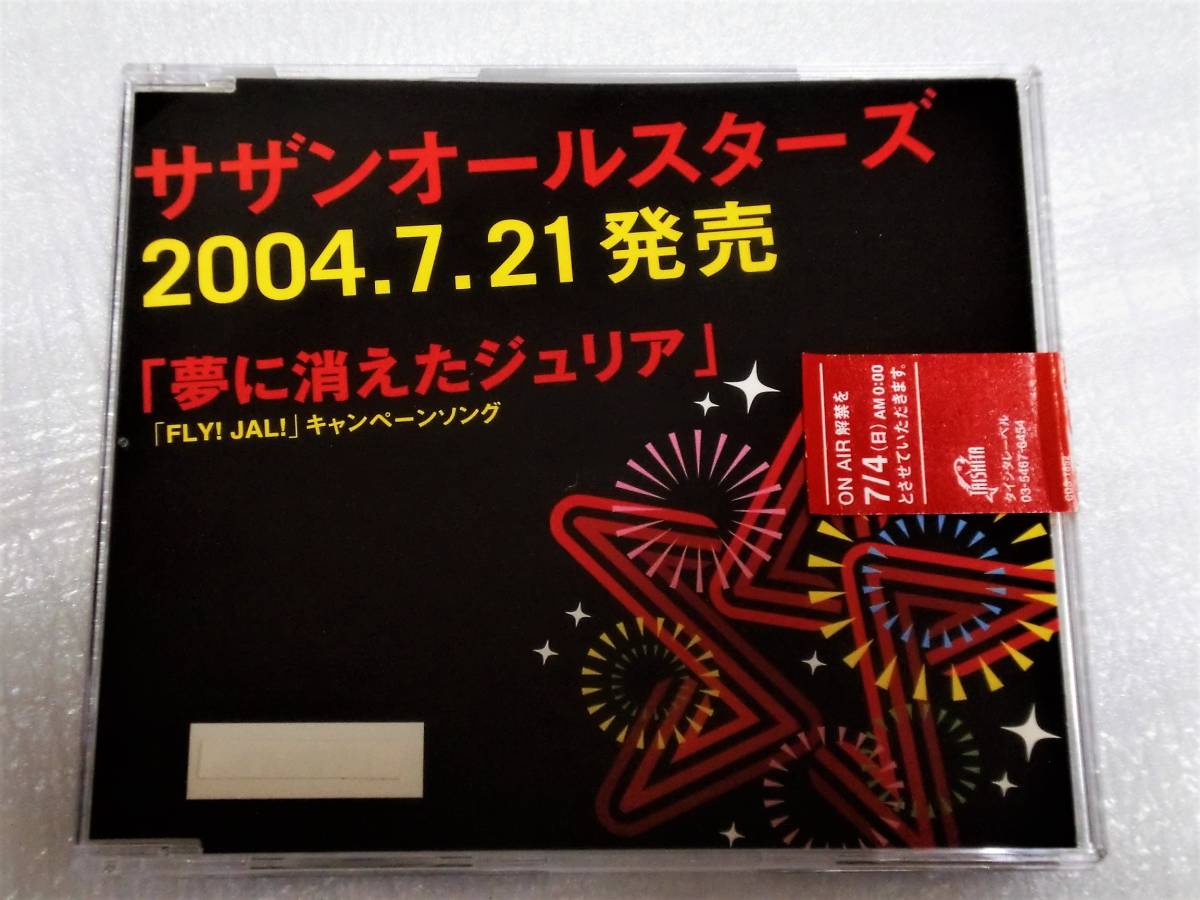 サザンオールスターズ
2004.7.21 発売
「夢に消えたジュリア」
「FLY! JAL!」キャンペーンソング
ON AIR 解禁を
7/4(日)AM 0:00
とさせていただきます。
TAISHITA
タイシタレーベル
03-5467-6454